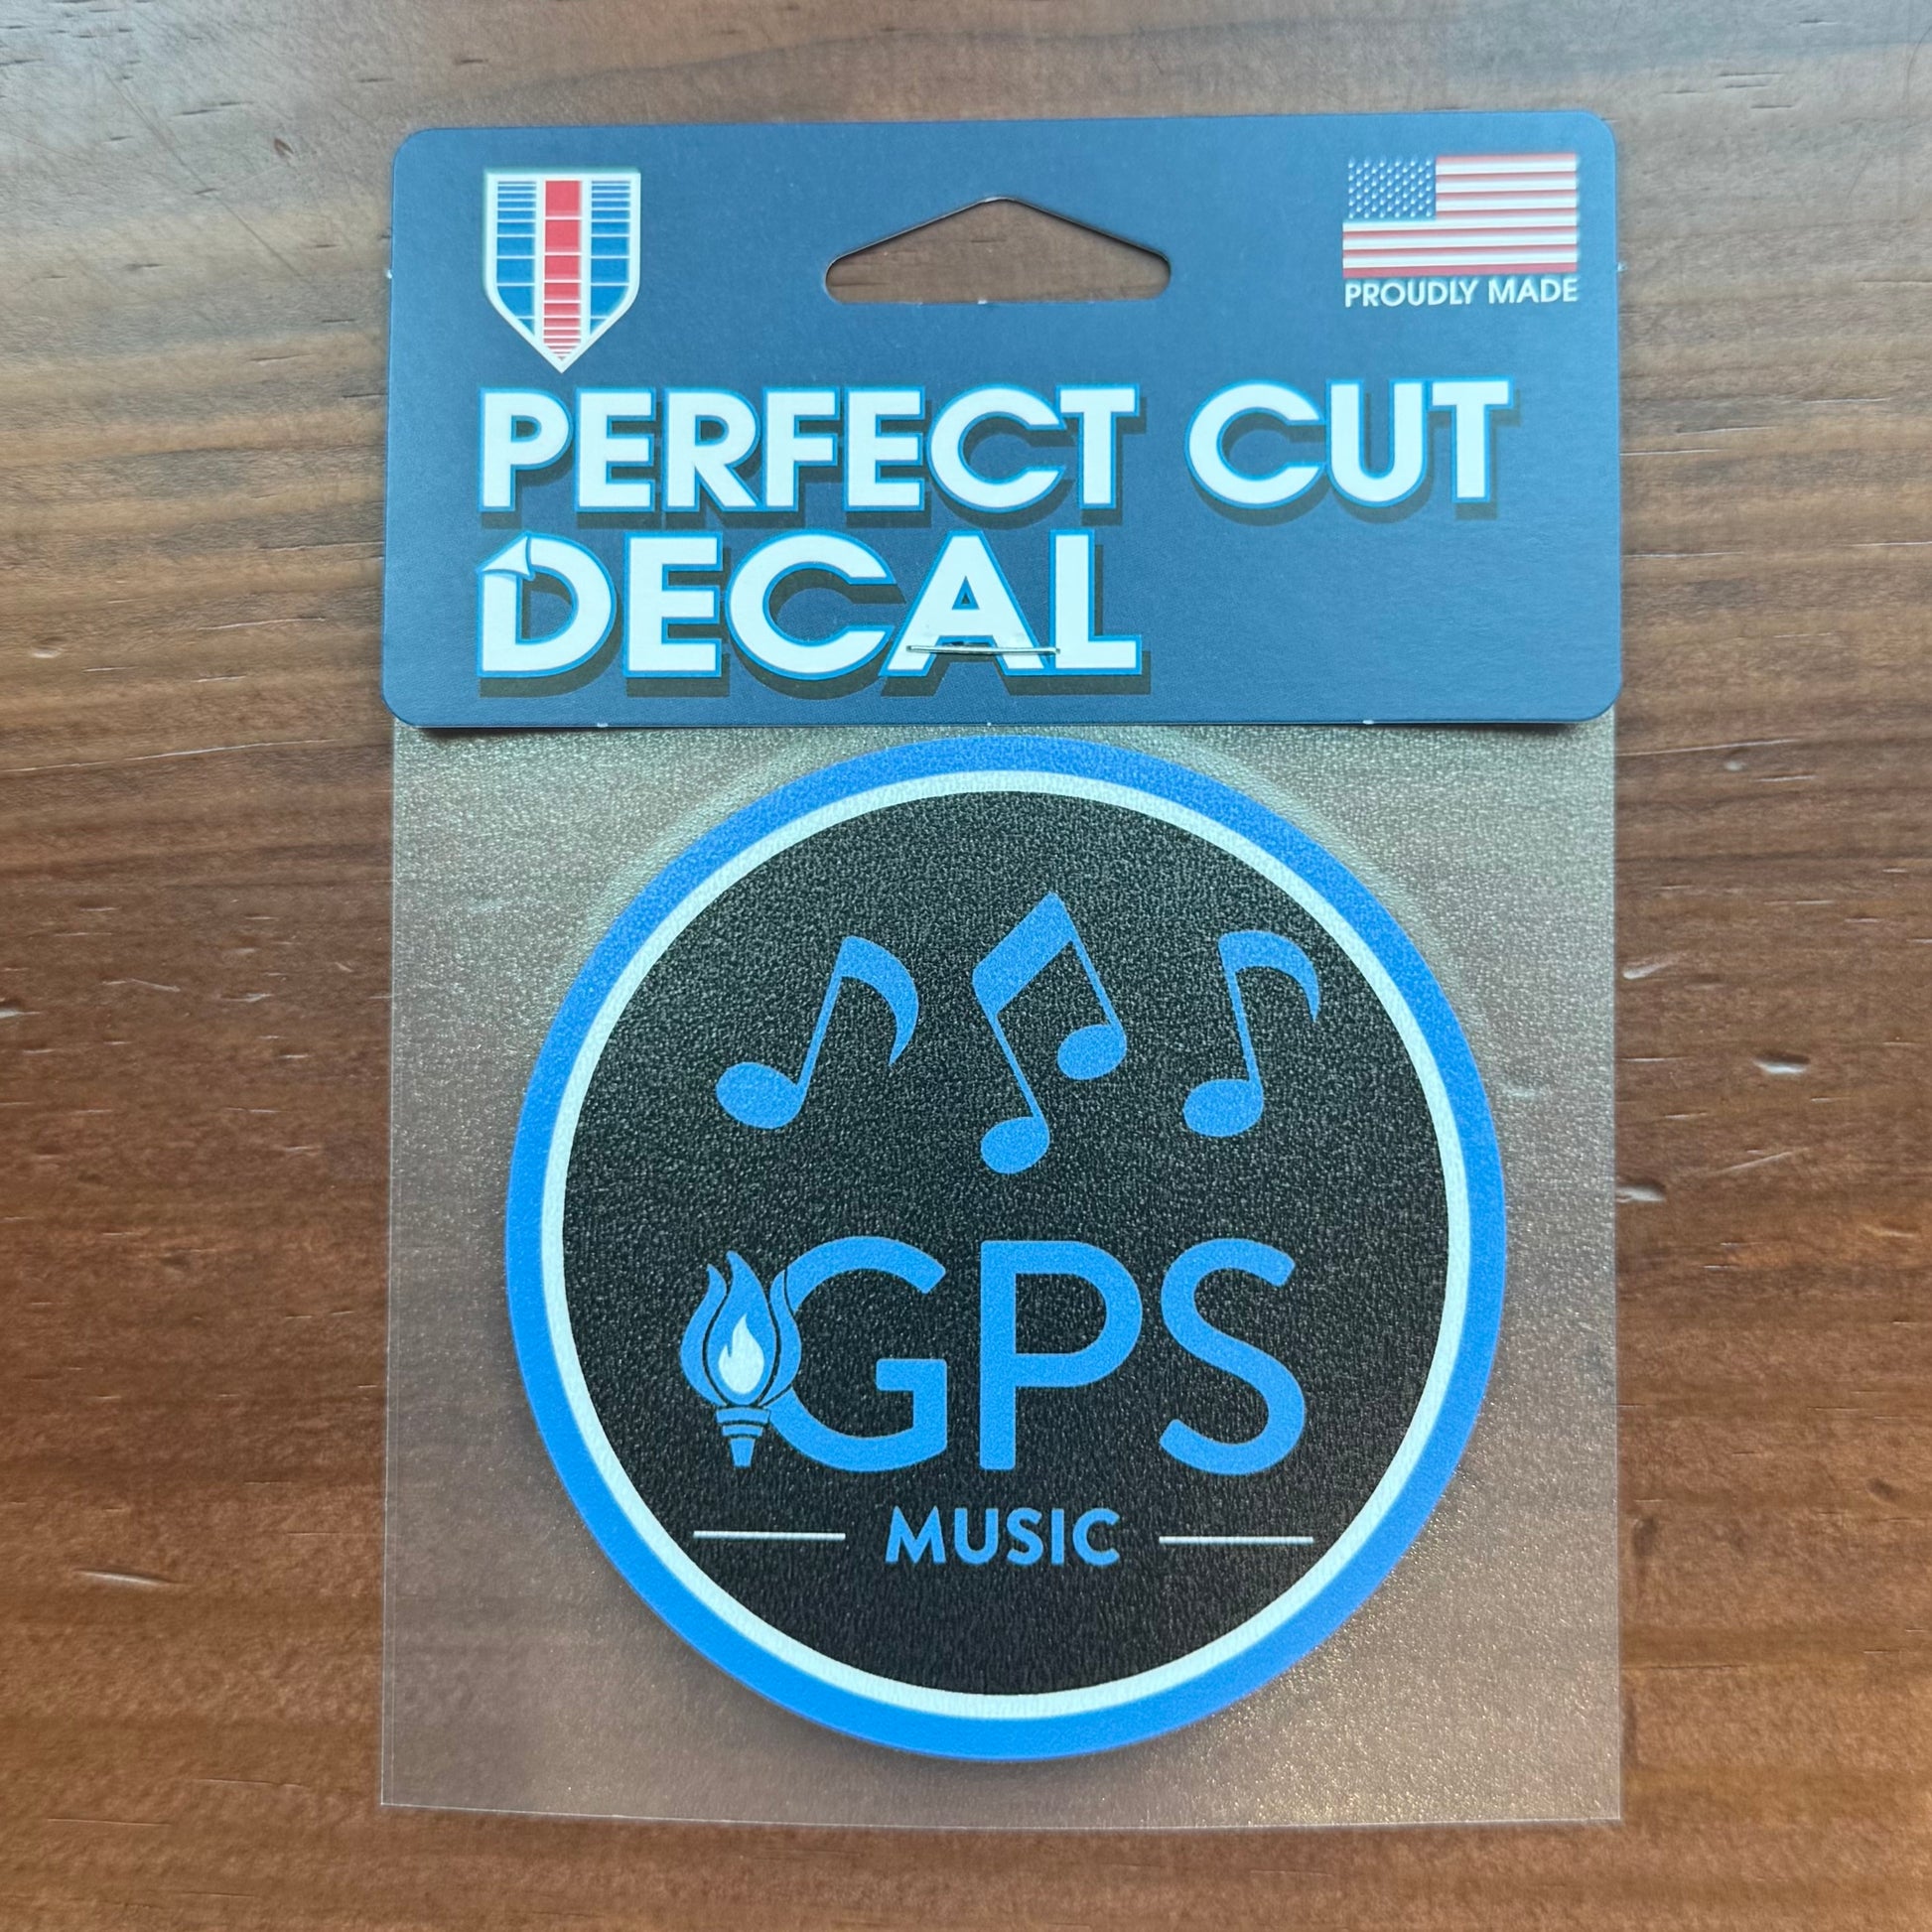 PROUDLY MADE
PERFECT CUT
DECAL
GPS
MUSIC